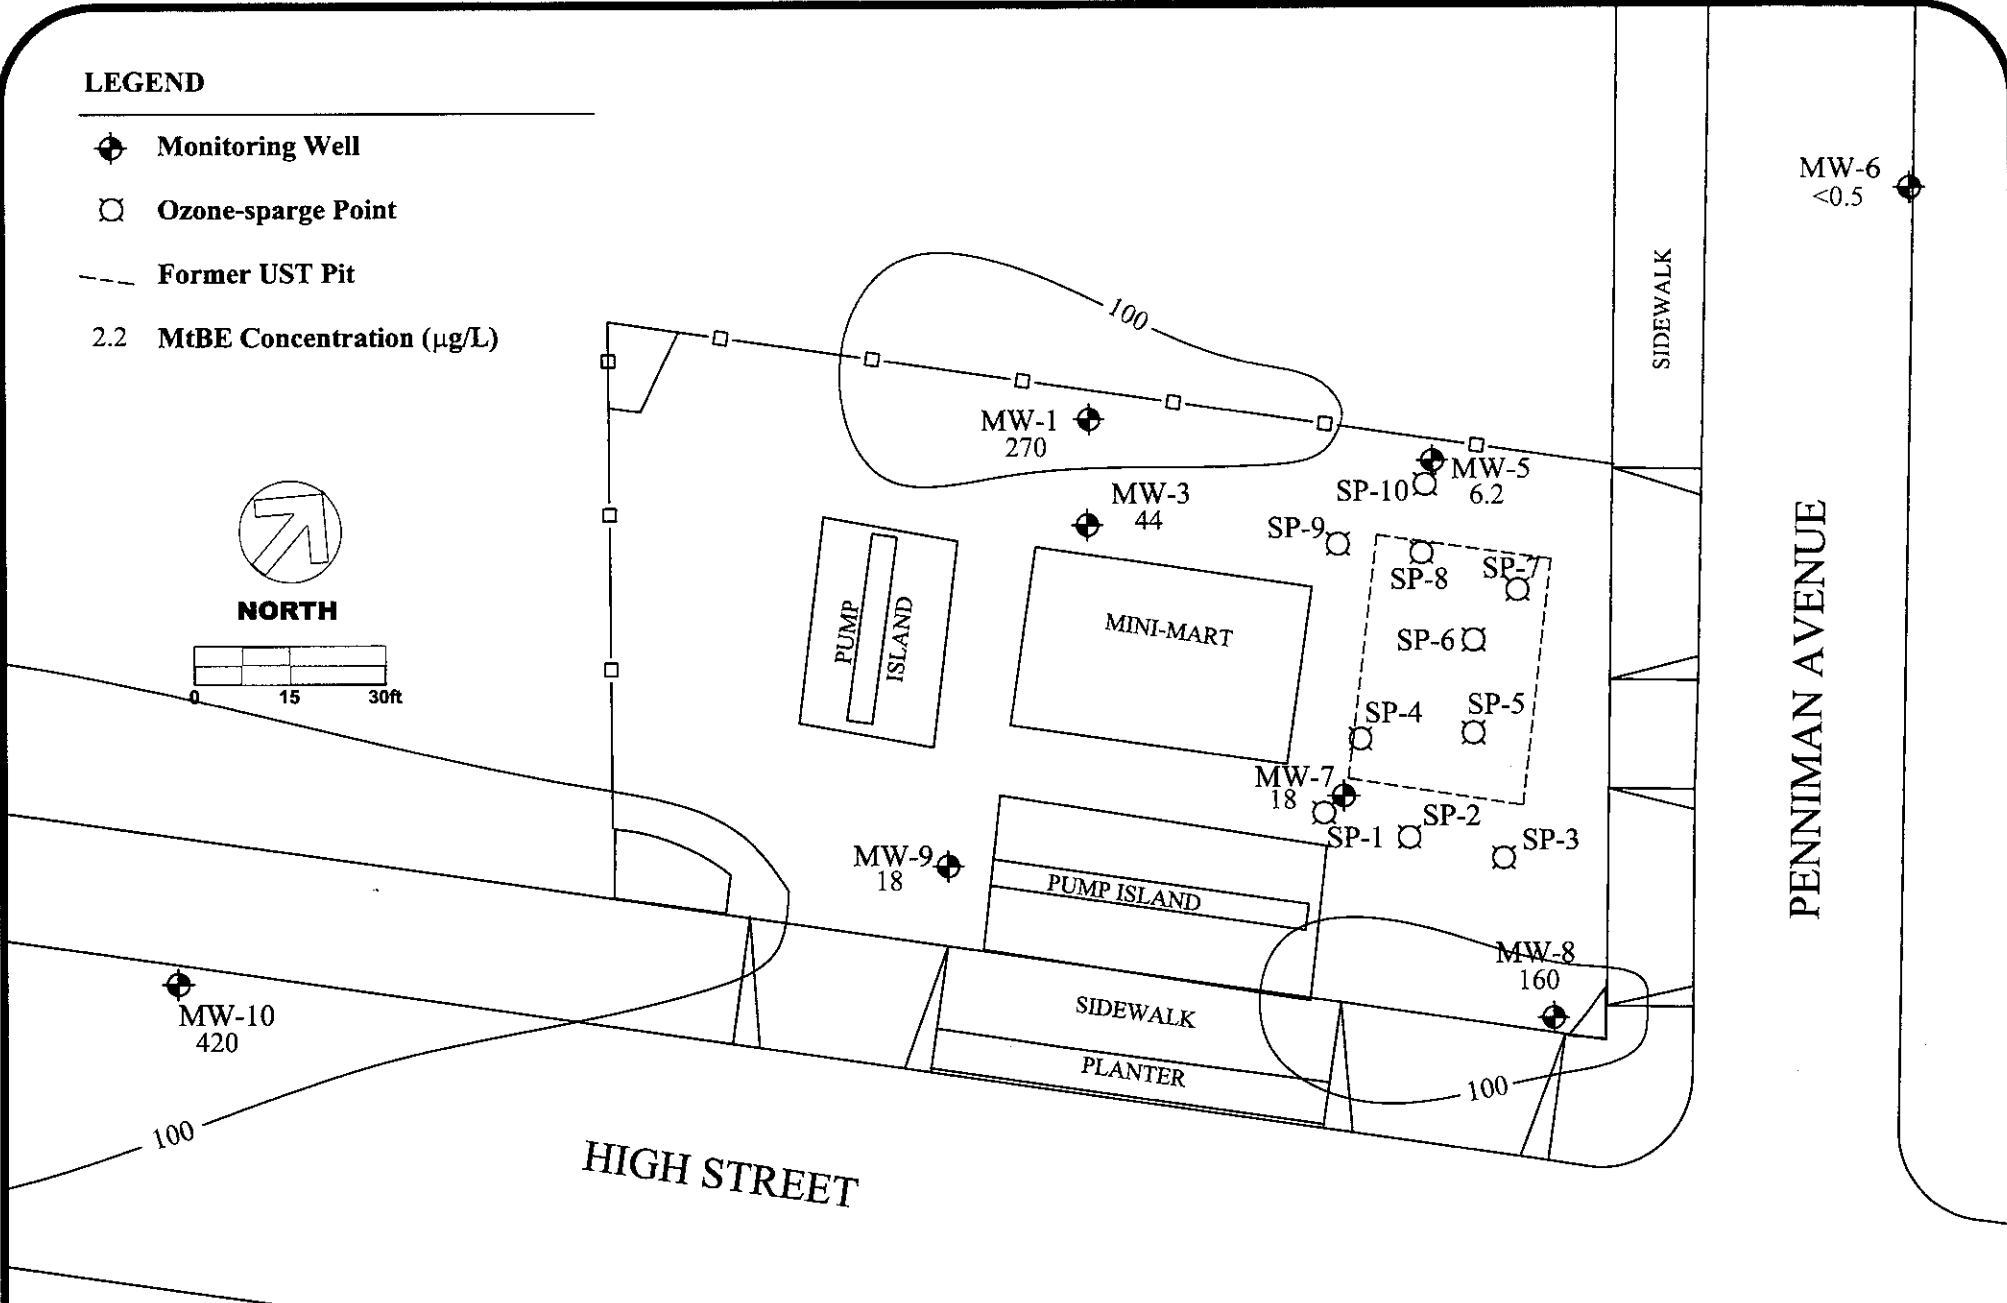 LEGEND
Monitoring Well
Ozone-sparge Point
Former UST Pit
2.2 MtBE Concentration (µg/L)
NORTH
0 15 30ft
MW-6
<0.5
SIDEWALK
100
MW-1
270
MW-5
6.2
SP-10
MW-3
44
SP-9
SP-8
SP-7
PUMP
ISLAND
MINI-MART
SP-6
SP-4
SP-5
PENNIMAN AVENUE
MW-7
18
SP-1
SP-2
SP-3
MW-9
18
PUMP ISLAND
MW-8
160
SIDEWALK
PLANTER
100
MW-10
420
100
HIGH STREET